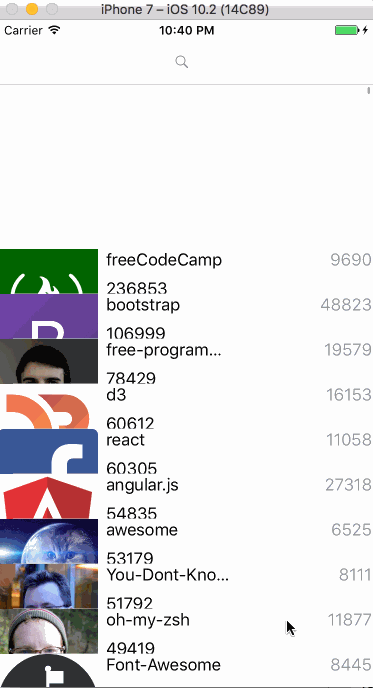 iPhone 7 – iOS 10.2 (14C89)
Carrier 10:40 PM
freeCodeCamp 9690
236853
bootstrap 48823
106999
free-program... 19579
78429
d3 16153
60612
react 11058
60305
angular.js 27318
54835
awesome 6525
53179
You-Dont-Kno... 8111
51792
oh-my-zsh 11877
49419
Font-Awesome 8445